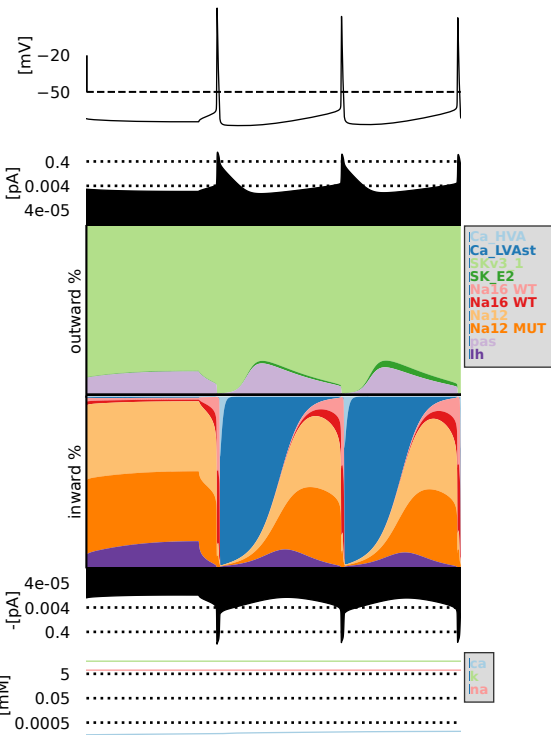 [mV]
−20
−50
[pA]
0.4
0.004
4e-05
outward %
Ca_HVA
Ca_LVAst
SKv3_1
SK_E2
Na16 WT
Na16 WT
Na12
Na12 MUT
pas
Ih
inward %
-[pA]
4e-05
0.004
0.4
[mM]
5
0.05
0.0005
ca
k
na